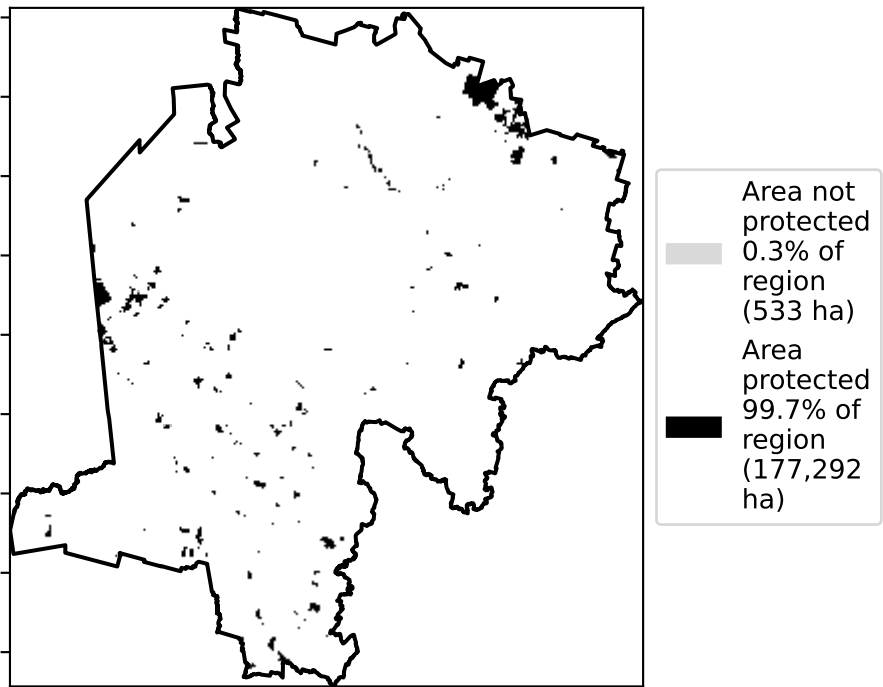 Area not
protected
0.3% of
region
(533 ha)
Area
protected
99.7% of
region
(177,292
ha)